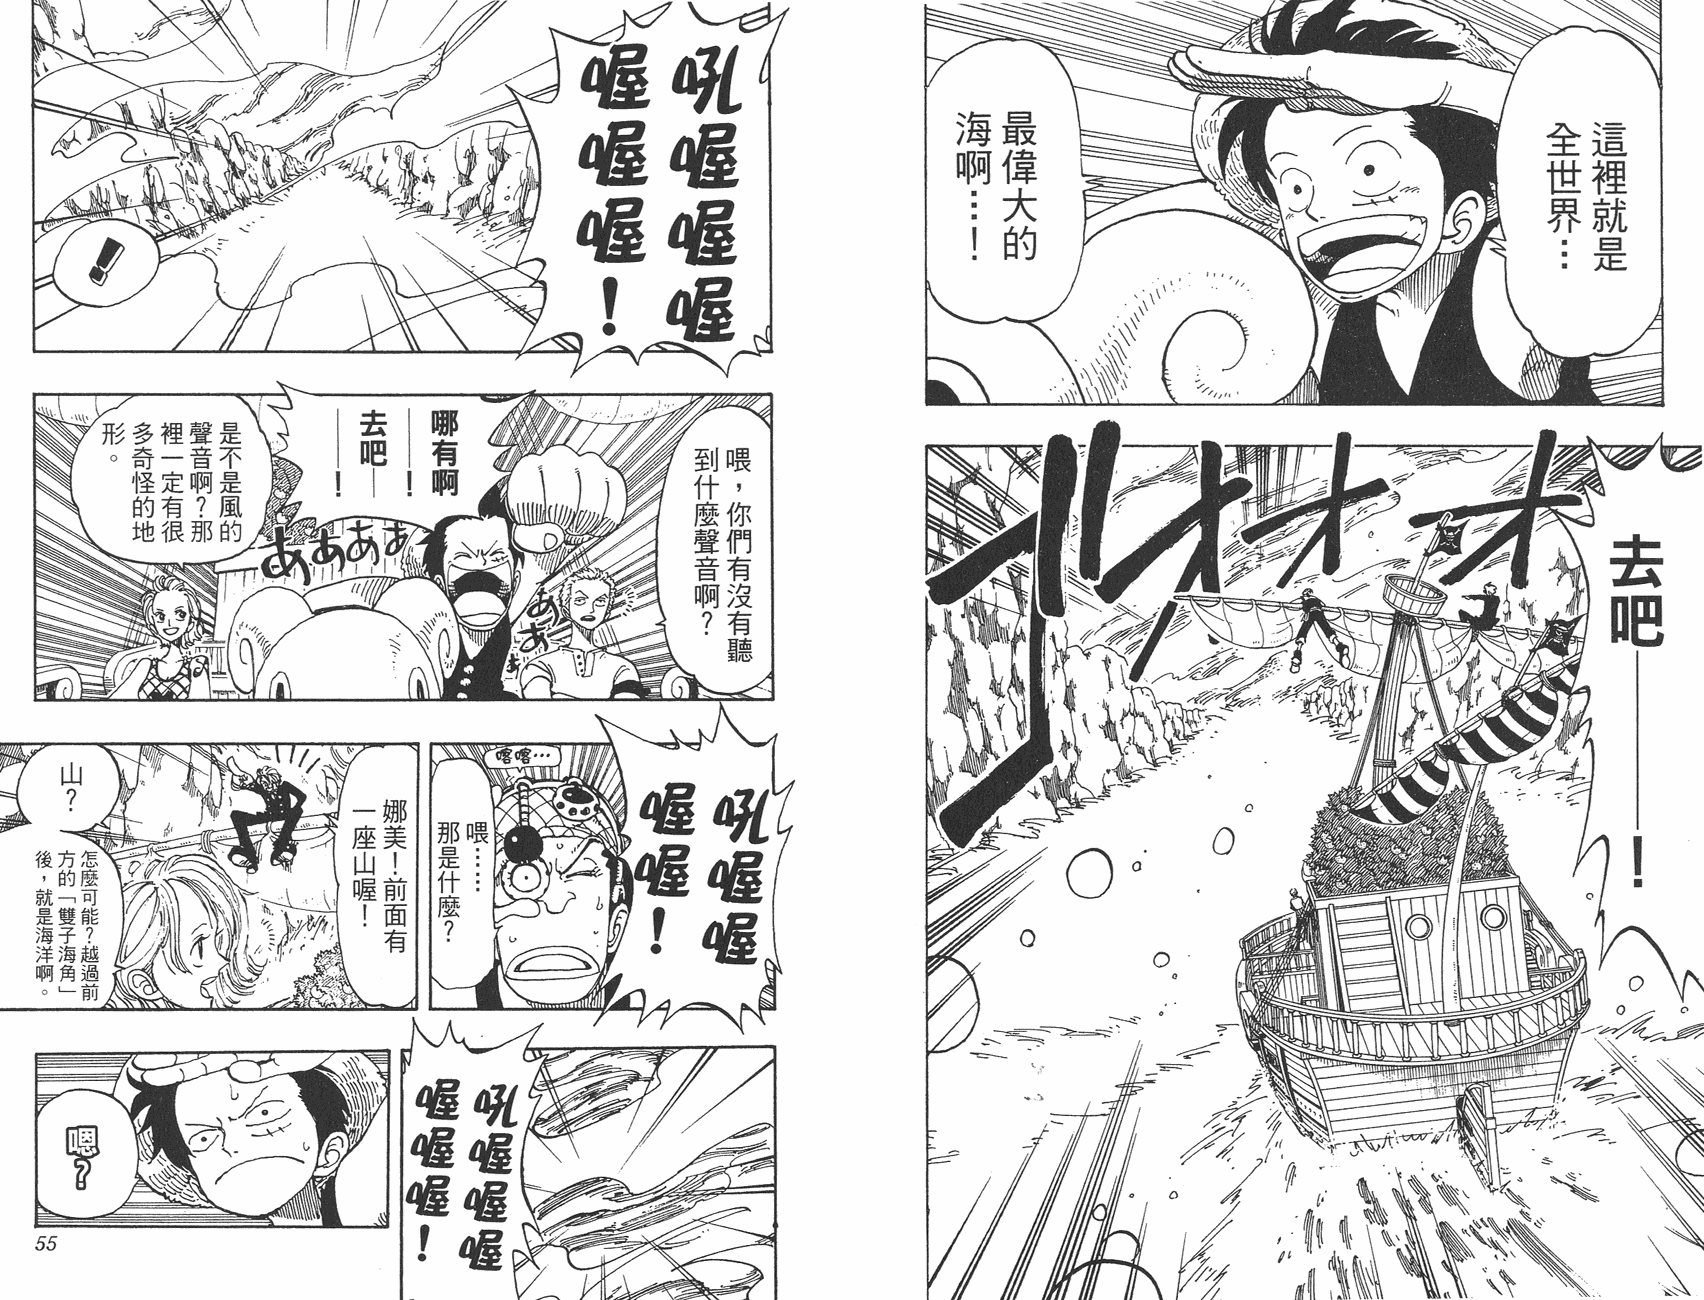 這裡就是
全世界…
最偉大的
海啊…！
去吧——！
オオオオオ
吼喔喔喔
喔喔喔！
！
喂，你們有沒有聽
到什麼聲音啊？
哪有啊
——！
去吧——
——！
ああああ
ああ
是不是風的
聲音啊？那
裡一定有很
多奇怪的地
形。
吼喔喔
喔喔！
喀喀…
喂……
那是什麼？
娜美！前面有
一座山喔！
山？
怎麼可能？越過前
方的「雙子海角」
後，就是海洋啊。
吼喔喔喔
喔喔喔！
嗯？
55